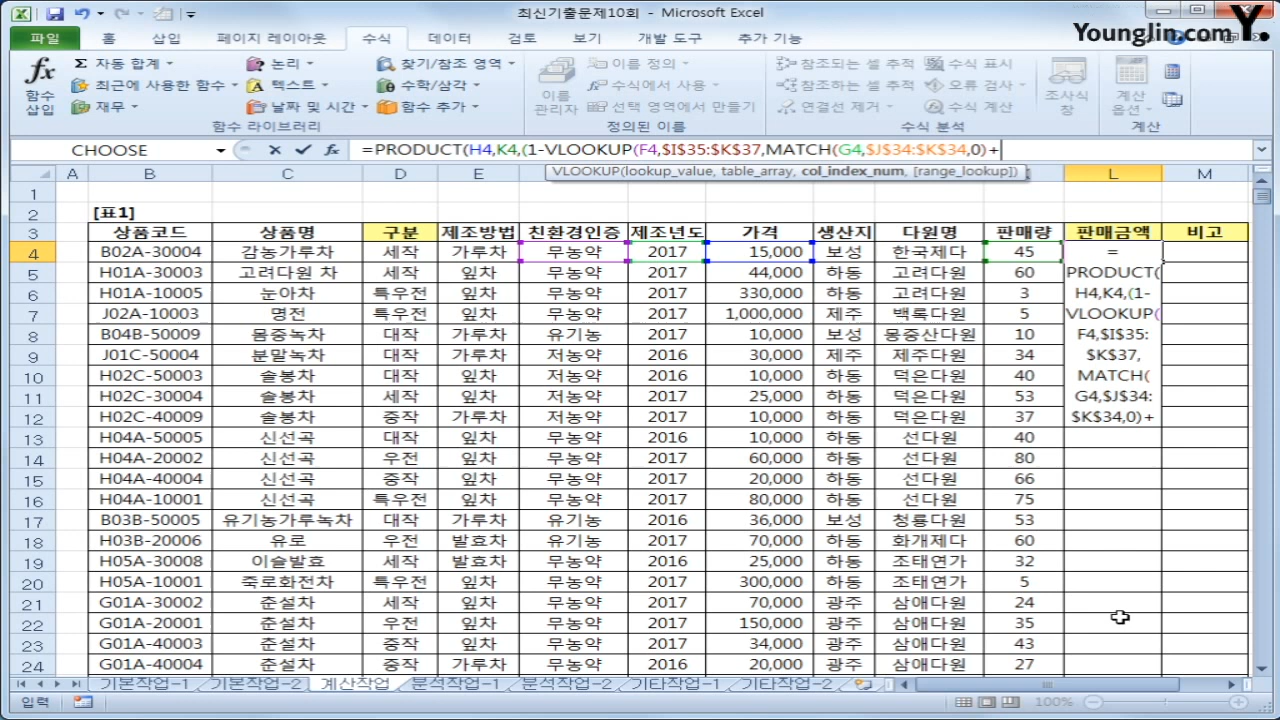 최신기출문제10회 - Microsoft Excel
Younglin.com Y.
파일 홈 삽입 페이지 레이아웃 수식 데이터 검토 보기 개발 도구 추가 기능
fx 함수 삽입
Σ 자동 합계
최근에 사용한 함수
재무
논리
텍스트
날짜 및 시간
찾기/참조 영역
수학/삼각
함수 추가
이름 관리자
이름 정의
수식에서 사용
선택 영역에서 만들기
참조되는 셀 추적
참조하는 셀 추적
연결선 제거
수식 표시
오류 검사
수식 계산
조사식 창
계산 옵션
함수 라이브러리 정의된 이름 수식 분석 계산
CHOOSE fx =PRODUCT(H4,K4,(1-VLOOKUP(F4,$I$35:$K$37,MATCH(G4,$J$34:$K$34,0)+
VLOOKUP(lookup_value, table_array, col_index_num, [range_lookup])
A B C D E L M
1
2 [표1]
3 상품코드 상품명 구분 제조방법 친환경인증 제조년도 가격 생산지 다원명 판매량 판매금액 비고
4 B02A-30004 감농가루차 세작 가루차 무농약 2017 15,000 보성 한국제다 45 =
5 H01A-30003 고려다원 차 세작 잎차 무농약 2017 44,000 하동 고려다원 60 PRODUCT(
6 H01A-10005 눈아차 특우전 잎차 무농약 2017 330,000 하동 고려다원 3 H4,K4,(1-
7 J02A-10003 명전 특우전 잎차 무농약 2017 1,000,000 제주 백록다원 5 VLOOKUP(
8 B04B-50009 몸중녹차 대작 가루차 유기농 2017 10,000 보성 몽중산다원 10 F4,$I$35:
9 J01C-50004 분말녹차 대작 가루차 저농약 2016 30,000 제주 제주다원 34 $K$37,
10 H02C-50003 솔봉차 대작 잎차 저농약 2016 10,000 하동 덕은다원 40 MATCH(
11 H02C-30004 솔봉차 세작 잎차 저농약 2016 10,000 하동 덕은다원 53 G4,$J$34:
12 H02C-40009 솔봉차 중작 가루차 저농약 2017 10,000 하동 덕은다원 37 $K$34,0)+
13 H04A-50005 신선곡 대작 잎차 무농약 2016 10,000 하동 선다원 40
14 H04A-20002 신선곡 우전 잎차 무농약 2017 60,000 하동 선다원 80
15 H04A-40004 신선곡 중작 잎차 무농약 2017 20,000 하동 선다원 66
16 H04A-10001 신선곡 특우전 잎차 무농약 2016 80,000 하동 선다원 75
17 B03B-50005 유기농가루녹차 대작 가루차 유기농 2016 36,000 보성 청룡다원 53
18 H03B-20006 유로 우전 발효차 유기농 2017 70,000 하동 화개제다 60
19 H05A-30008 이슬발효 세작 발효차 무농약 2016 25,000 하동 조태연가 32
20 H05A-10001 죽로화전차 특우전 잎차 무농약 2017 300,000 하동 조태연가 5
21 G01A-30002 춘설차 세작 잎차 무농약 2017 70,000 광주 삼애다원 24
22 G01A-20001 춘설차 우전 잎차 무농약 2017 150,000 광주 삼애다원 35
23 G01A-40003 춘설차 중작 잎차 무농약 2017 34,000 광주 삼애다원 43
24 G01A-40004 춘설차 중작 가루차 무농약 2016 20,000 광주 삼애다원 27
기본작업-1 기본작업-2 계산작업 분석작업-1 분석작업-2 기타작업-1 기타작업-2
입력 100%